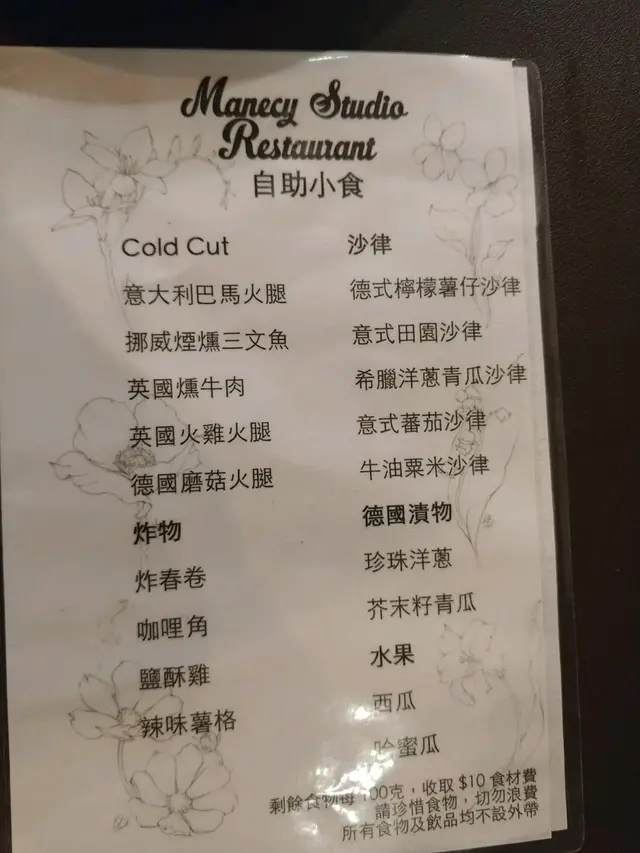 Manecy Studio
Restaurant
自助小食
Cold Cut
意大利巴馬火腿
挪威煙燻三文魚
英國燻牛肉
英國火雞火腿
德國磨菇火腿
炸物
炸春卷
咖哩角
鹽酥雞
辣味薯格
沙律
德式檸檬薯仔沙律
意式田園沙律
希臘洋蔥青瓜沙律
意式蕃茄沙律
牛油粟米沙律
德國漬物
珍珠洋蔥
芥末籽青瓜
水果
西瓜
哈蜜瓜
剩餘食物每100克，收取 $10 食材費
請珍惜食物，切勿浪費
所有食物及飲品均不設外帶